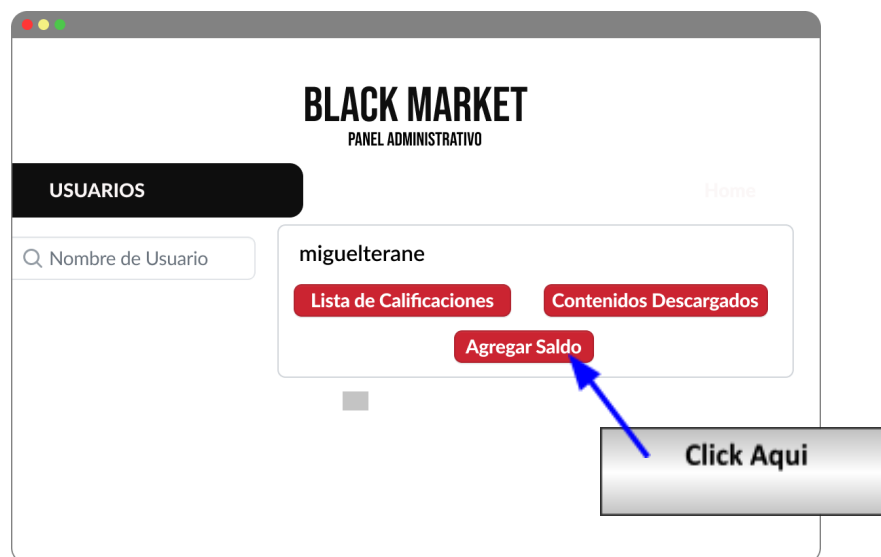 BLACK MARKET
PANEL ADMINISTRATIVO
USUARIOS
Home
Nombre de Usuario
miguelterane
Lista de Calificaciones
Contenidos Descargados
Agregar Saldo
Click Aqui